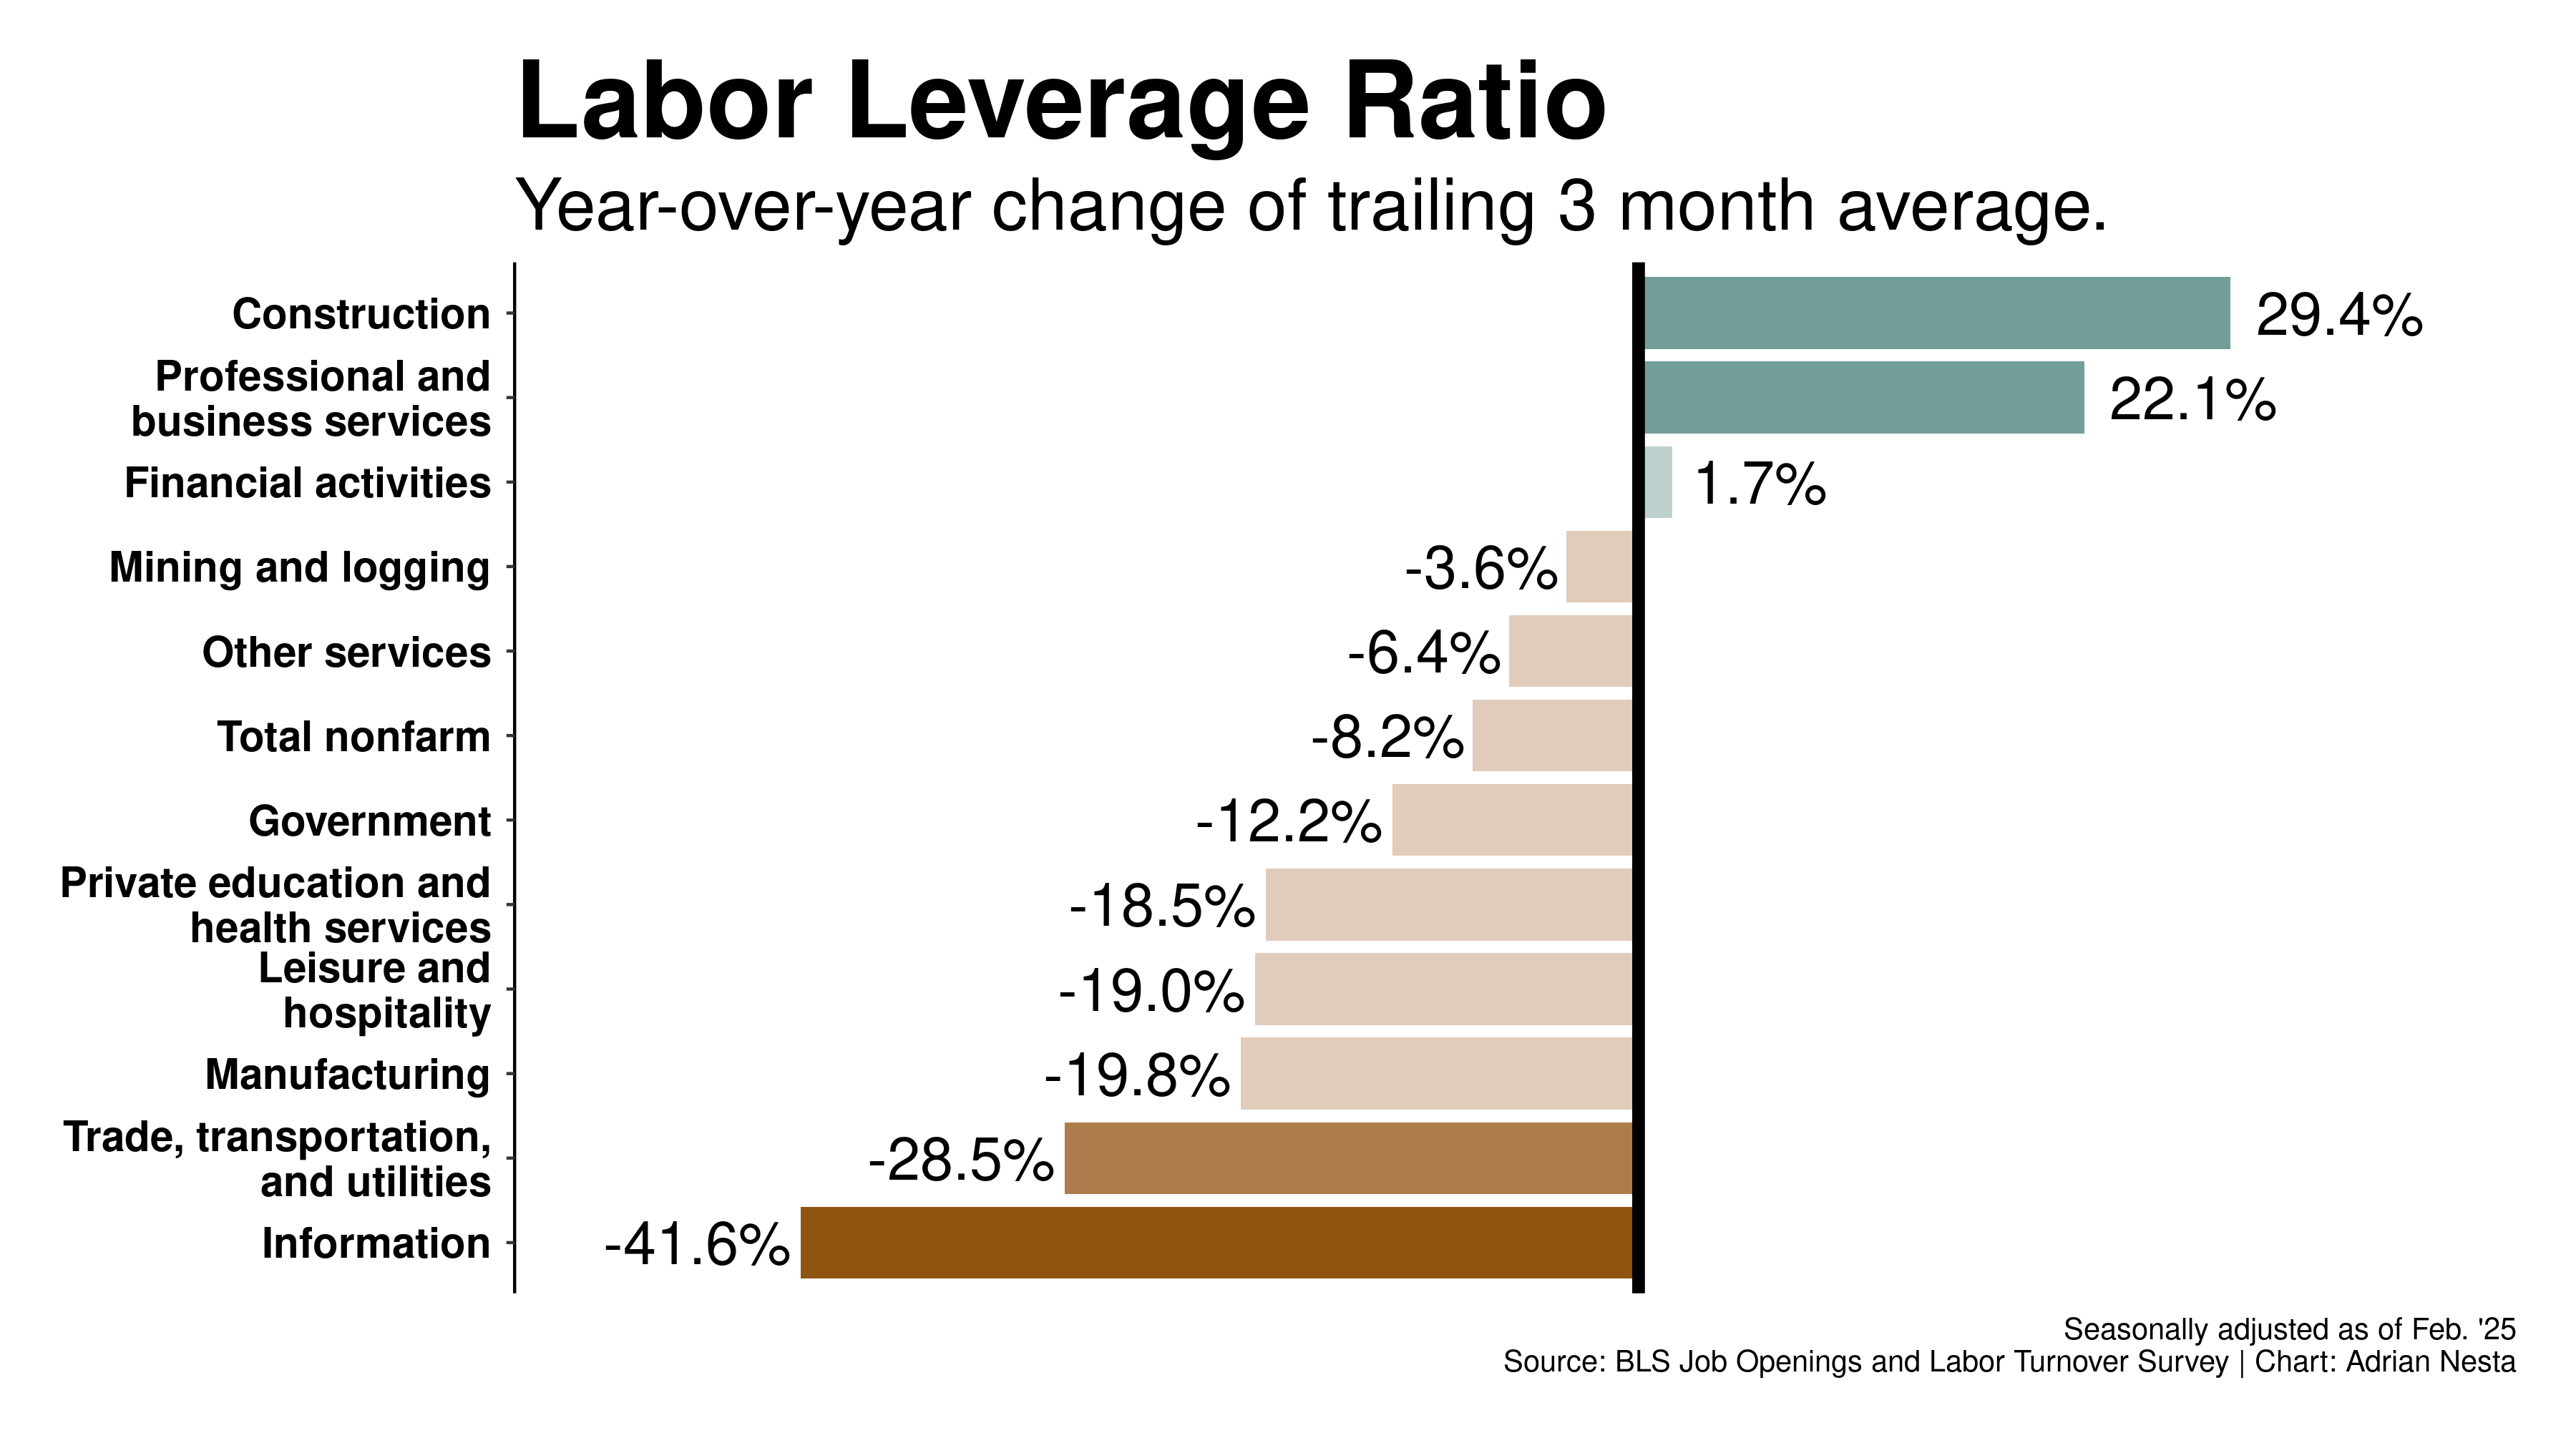 Labor Leverage Ratio
Year-over-year change of trailing 3 month average.
Construction
29.4%
Professional and
business services
22.1%
Financial activities
1.7%
Mining and logging
-3.6%
Other services
-6.4%
Total nonfarm
-8.2%
Government
-12.2%
Private education and
health services
-18.5%
Leisure and
hospitality
-19.0%
Manufacturing
-19.8%
Trade, transportation,
and utilities
-28.5%
Information
-41.6%
Seasonally adjusted as of Feb. '25
Source: BLS Job Openings and Labor Turnover Survey | Chart: Adrian Nesta